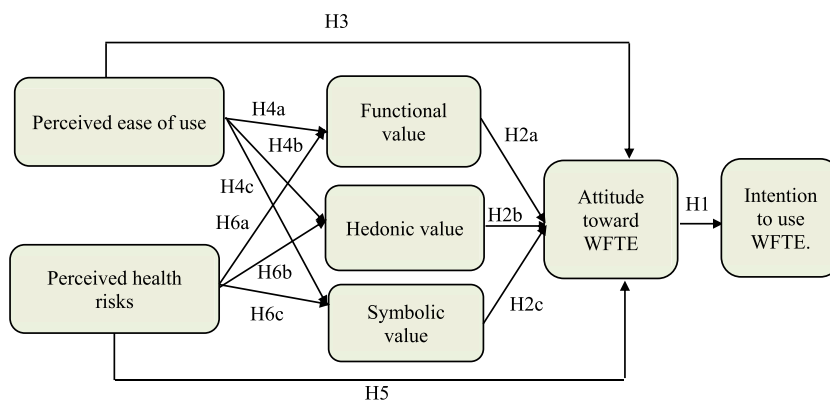 H3
Perceived ease of use
H4a
H4b
H4c
Functional
value
H2a
H6a
Hedonic value
H2b
Attitude
toward
WFTE
H1
Intention
to use
WFTE.
Perceived health
risks
H6b
H6c
Symbolic
value
H2c
H5